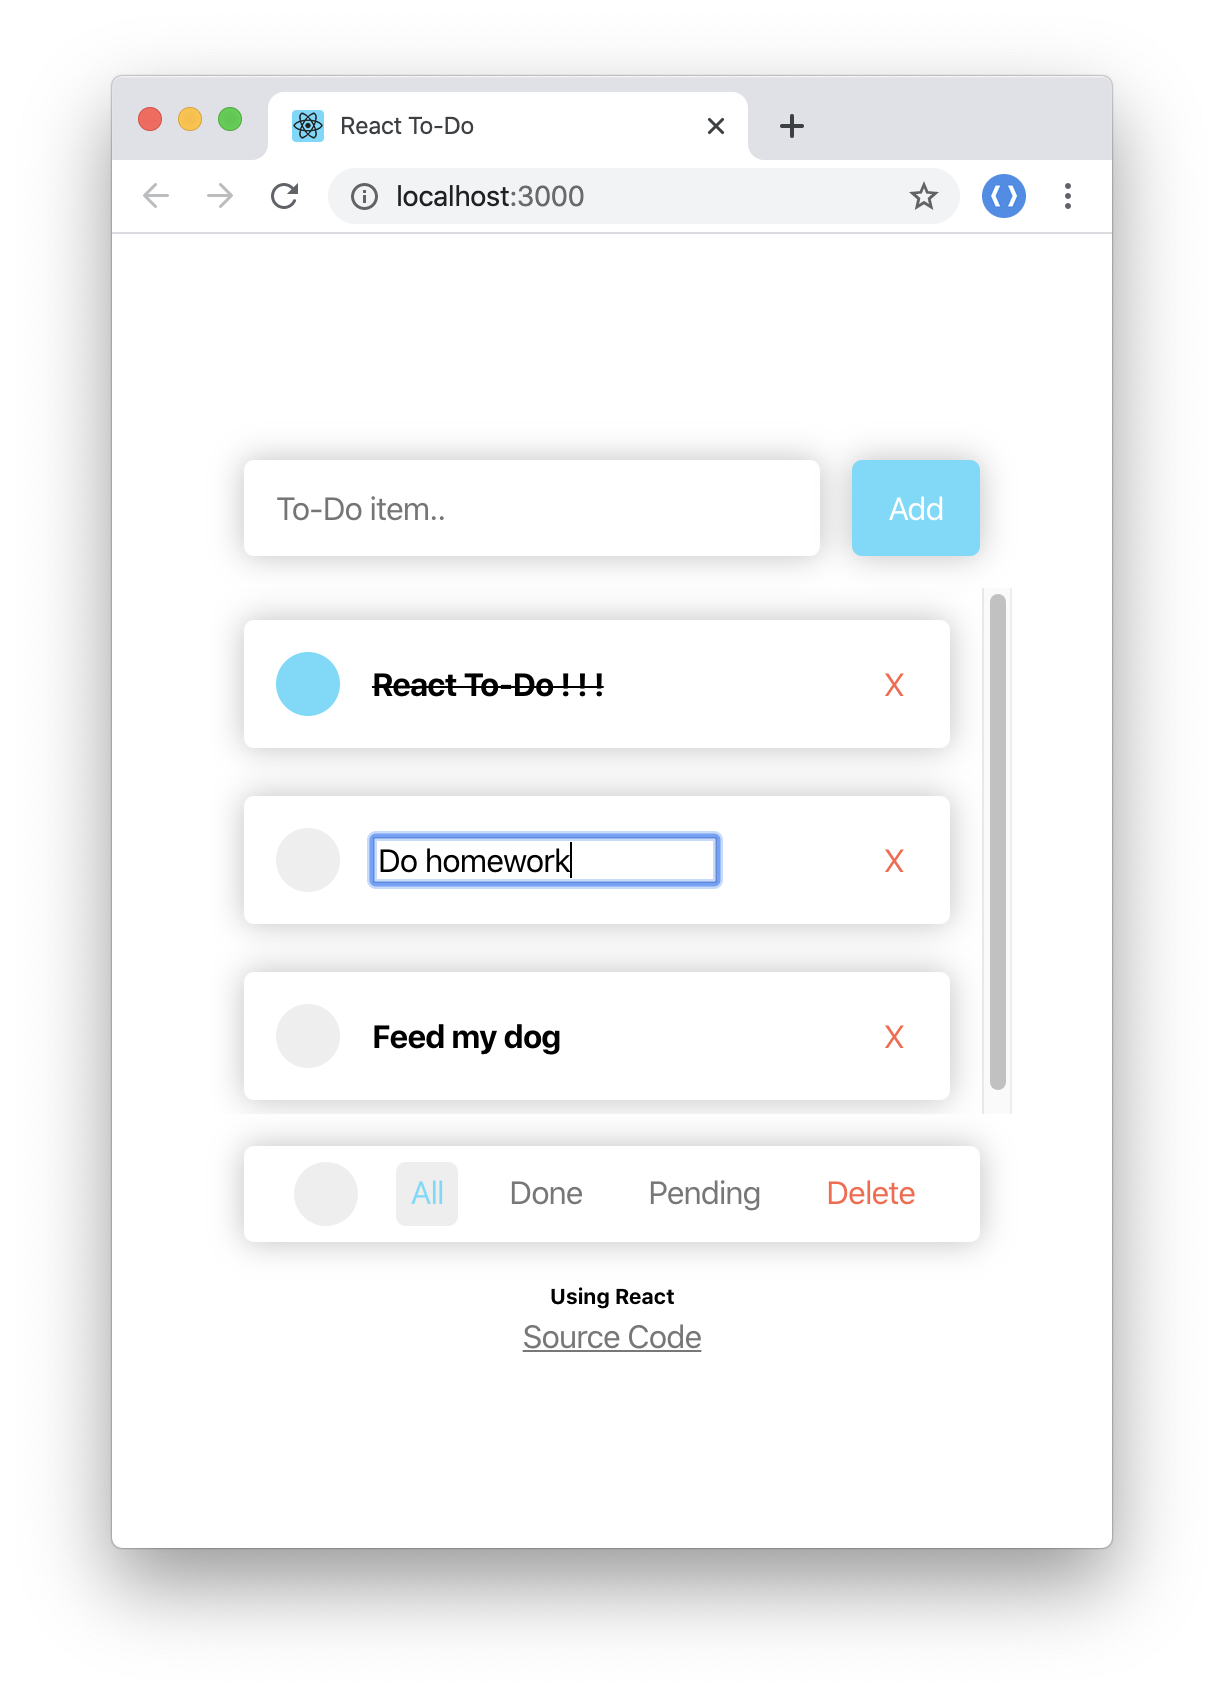 React To-Do
localhost:3000
To-Do item..
Add
React To-Do ! ! !
X
Do homework
X
Feed my dog
X
All
Done
Pending
Delete
Using React
Source Code